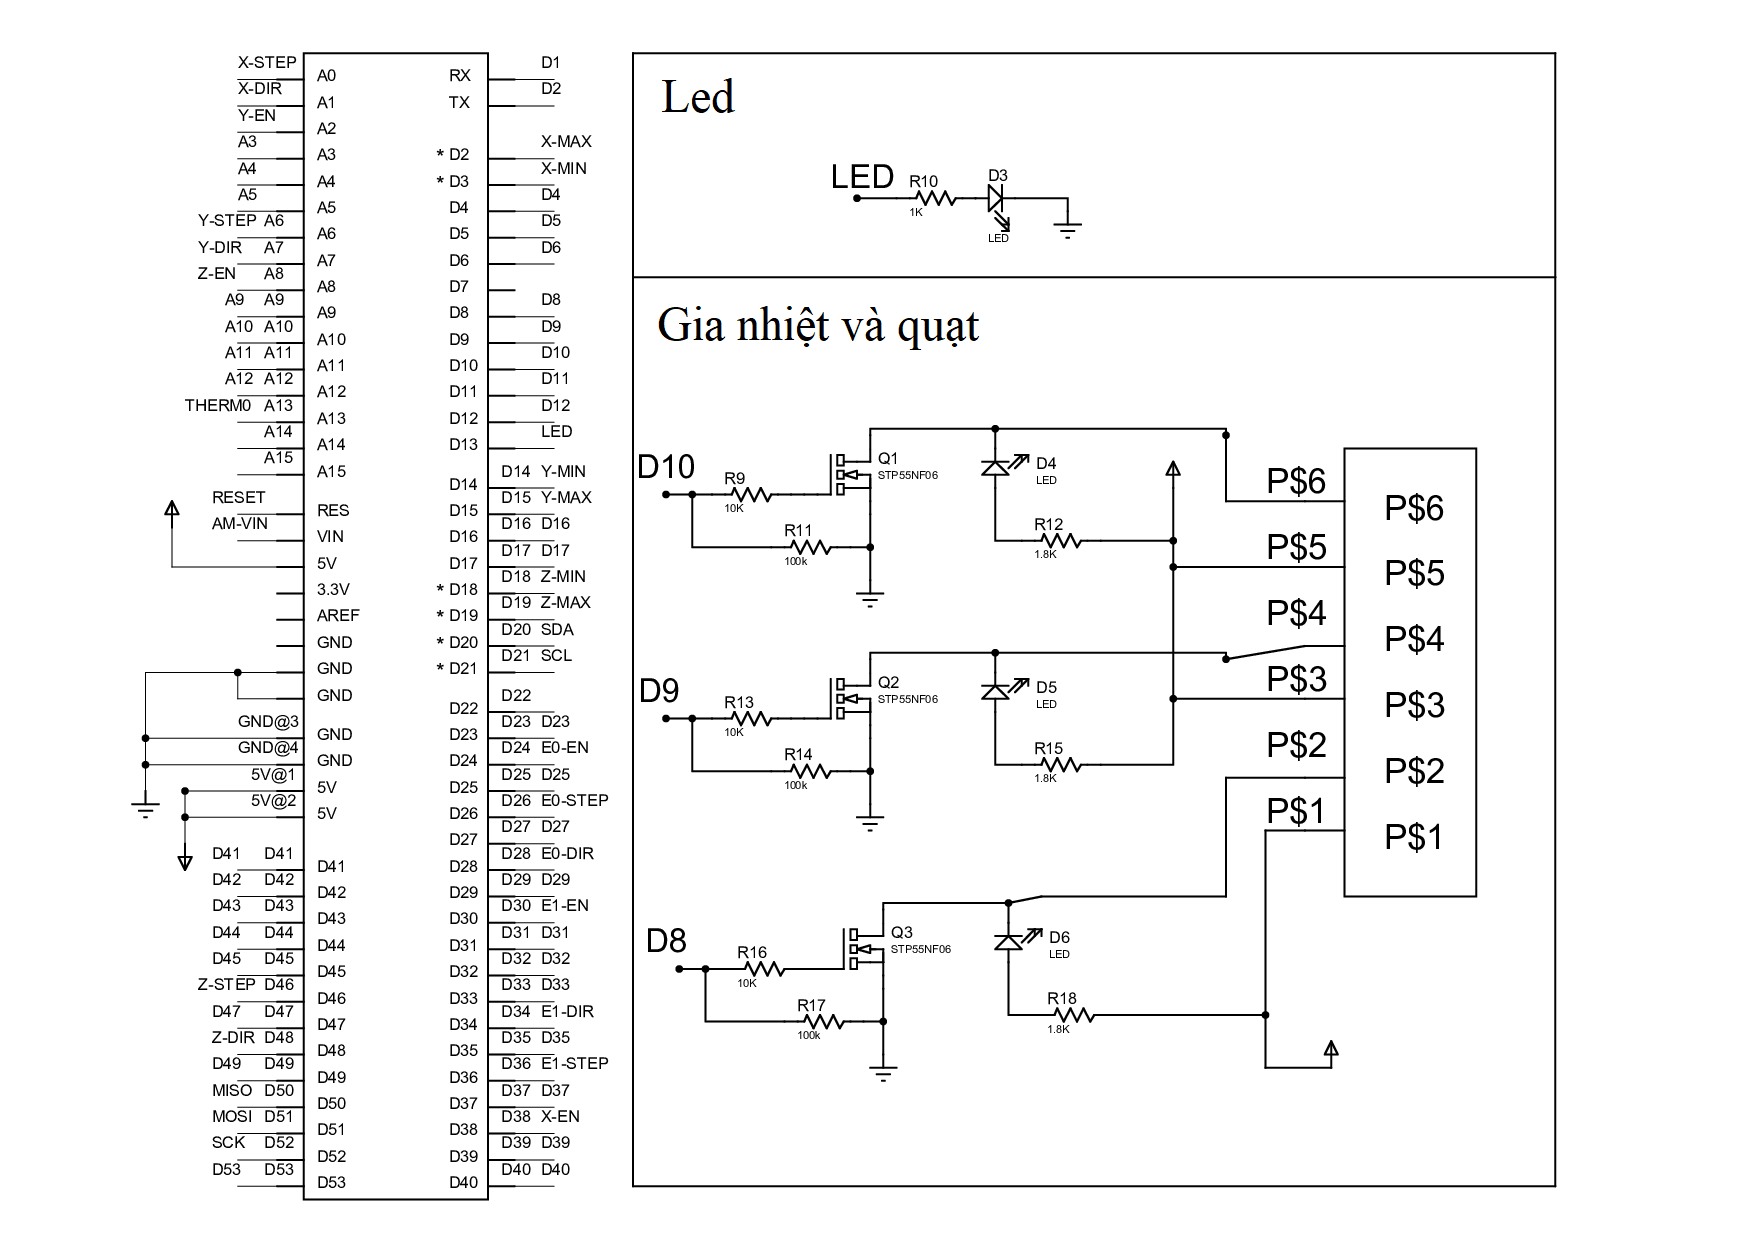 X-STEP A0 RX D1
X-DIR A1 TX D2
Y-EN A2
A3 A3 * D2 X-MAX
A4 A4 * D3 X-MIN
A5 A5 D4 D4
Y-STEP A6 A6 D5 D5
Y-DIR A7 A7 D6 D6
Z-EN A8 A8 D7
A9 A9 A9 D8 D8
A10 A10 A10 D9 D9
A11 A11 A11 D10 D10
A12 A12 A12 D11 D11
THERM0 A13 A13 D12 D12
A14 A14 D13 LED
A15 A15 D14 D14 Y-MIN
RESET RES D15 D15 Y-MAX
AM-VIN VIN D16 D16 D16
5V D17 D17 D17
3.3V * D18 D18 Z-MIN
AREF * D19 D19 Z-MAX
GND * D20 D20 SDA
GND * D21 D21 SCL
GND D22 D22
GND@3 GND D23 D23 D23
GND@4 GND D24 D24 E0-EN
5V@1 5V D25 D25 D25
5V@2 5V D26 D26 E0-STEP
D27 D27 D27
D41 D41 D41 D28 D28 E0-DIR
D42 D42 D42 D29 D29 D29
D43 D43 D43 D30 D30 E1-EN
D44 D44 D44 D31 D31 D31
D45 D45 D45 D32 D32 D32
Z-STEP D46 D46 D33 D33 D33
D47 D47 D47 D34 D34 E1-DIR
Z-DIR D48 D48 D35 D35 D35
D49 D49 D49 D36 D36 E1-STEP
MISO D50 D50 D37 D37 D37
MOSI D51 D51 D38 D38 X-EN
SCK D52 D52 D39 D39 D39
D53 D53 D53 D40 D40 D40
Led
LED R10 D3
1K
LED
Gia nhiệt và quạt
D10 R9 Q1 D4
10K STP55NF06 LED
R11 R12
100k 1.8K
D9 R13 Q2 D5
10K STP55NF06 LED
R14 R15
100k 1.8K
D8 R16 Q3 D6
10K STP55NF06 LED
R17 R18
100k 1.8K
P$6 P$6
P$5 P$5
P$4 P$4
P$3 P$3
P$2 P$2
P$1 P$1